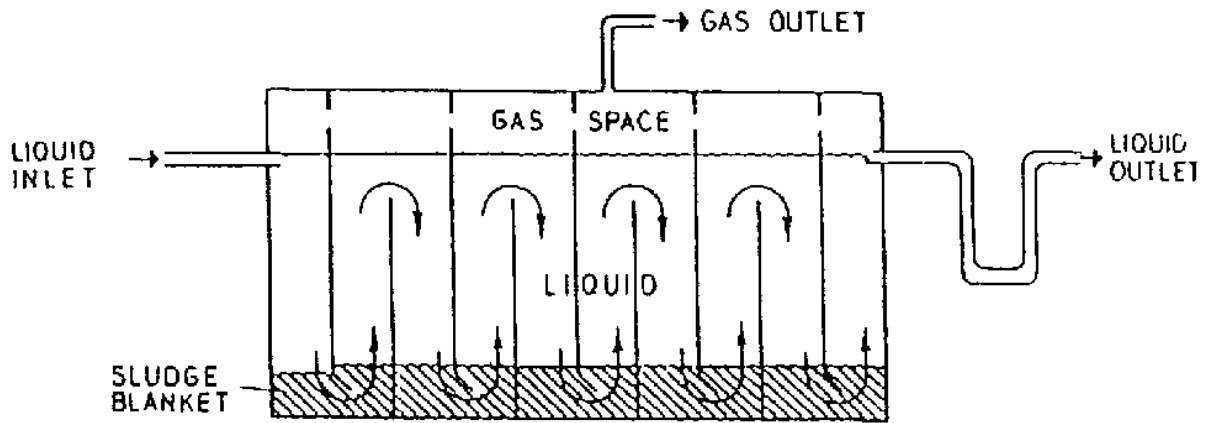 GAS OUTLET
GAS SPACE
LIQUID
INLET
LIQUID
OUTLET
LIQUID
SLUDGE
BLANKET